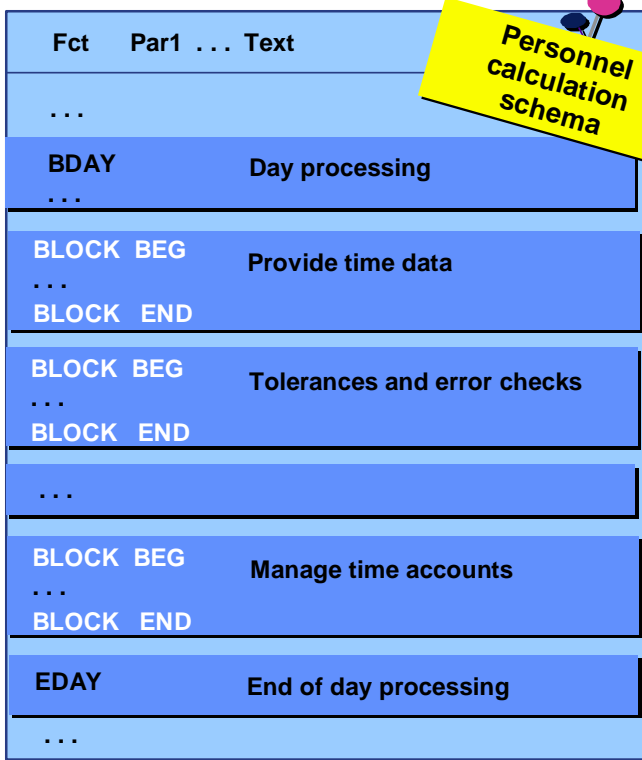 Personnel
calculation
schema
Fct Par1 . . . Text
. . .
BDAY Day processing
. . .
BLOCK BEG
Provide time data
. . .
BLOCK END
BLOCK BEG
Tolerances and error checks
. . .
BLOCK END
. . .
BLOCK BEG
Manage time accounts
. . .
BLOCK END
EDAY End of day processing
. . .